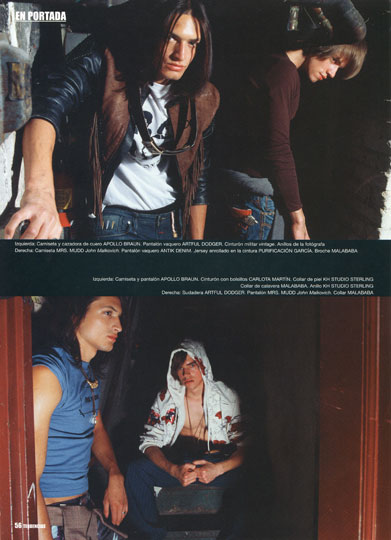 EN PORTADA
Izquierda: Camiseta y cazadora de cuero APOLLO BRAUN. Pantalón vaquero ARTFUL DODGER. Cinturón militar vintage. Anillos de la fotógrafa
Derecha: Camiseta MRS. MUDD John Malkovich. Pantalón vaquero ANTIK DENIM. Jersey enrollado en la cintura PURIFICACIÓN GARCÍA. Broche MALABABA
Izquierda: Camiseta y pantalón APOLLO BRAUN. Cinturón con bolsillos CARLOTA MARTÍN. Collar de piel KH STUDIO STERLING
Collar de calavera MALABABA. Anillo KH STUDIO STERLING
Derecha: Sudadera ARTFUL DODGER. Pantalón MRS. MUDD John Malkovich. Collar MALABABA
56